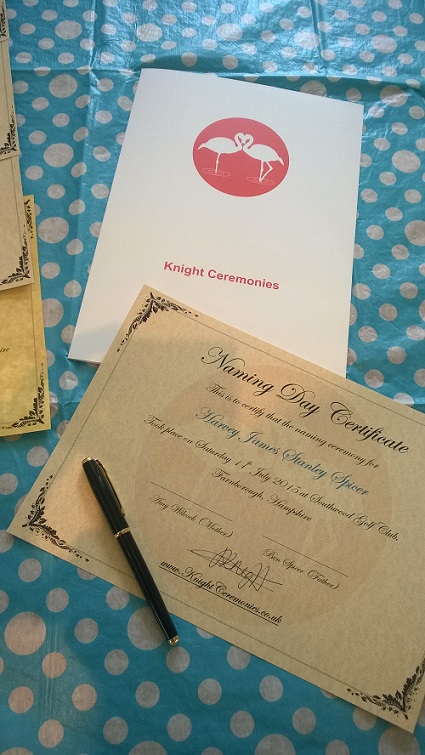 Knight Ceremonies
Naming Day Certificate
This is to certify that the naming ceremony for
Harvey James Stanley Spicer
Took place on Saturday 4th July 2015 at Southwood Golf Club,
Farnborough, Hampshire
Amy Wilcock (Mother)
Ben Spicer (Father)
www.KnightCeremonies.co.uk